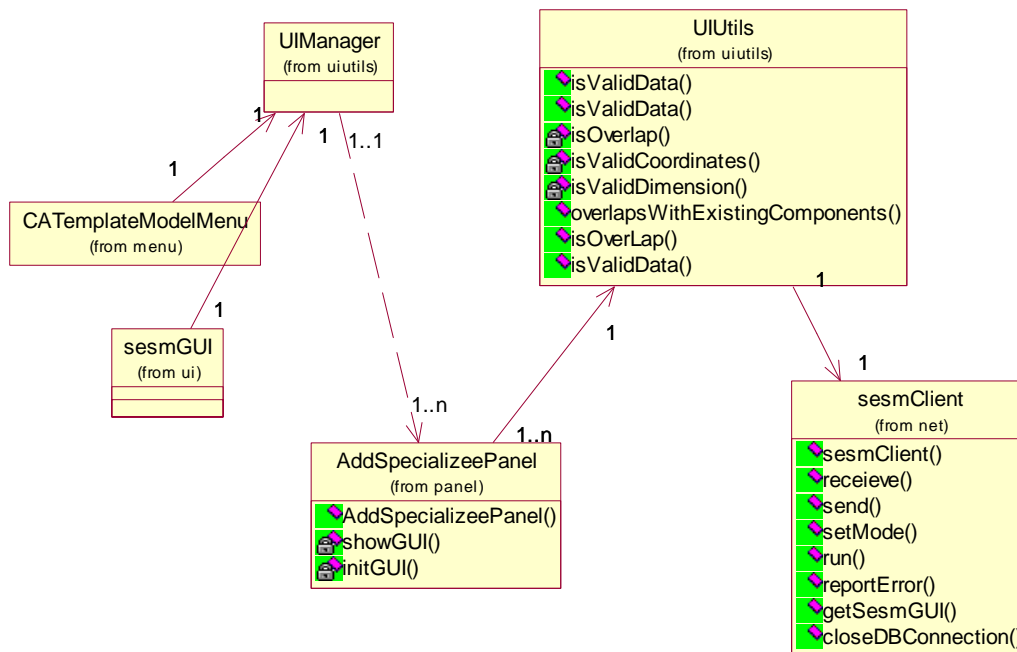 UIManager
(from uiutils)
UIUtils
(from uiutils)
isValidData()
isValidData()
isOverlap()
isValidCoordinates()
isValidDimension()
overlapsWithExistingComponents()
isOverLap()
isValidData()
1
1
1..1
1
CATemplateModelMenu
(from menu)
1
sesmGUI
(from ui)
1
1
1
1..n
1..n
AddSpecializeePanel
(from panel)
AddSpecializeePanel()
showGUI()
initGUI()
sesmClient
(from net)
sesmClient()
receieve()
send()
setMode()
run()
reportError()
getSesmGUI()
closeDBConnection()